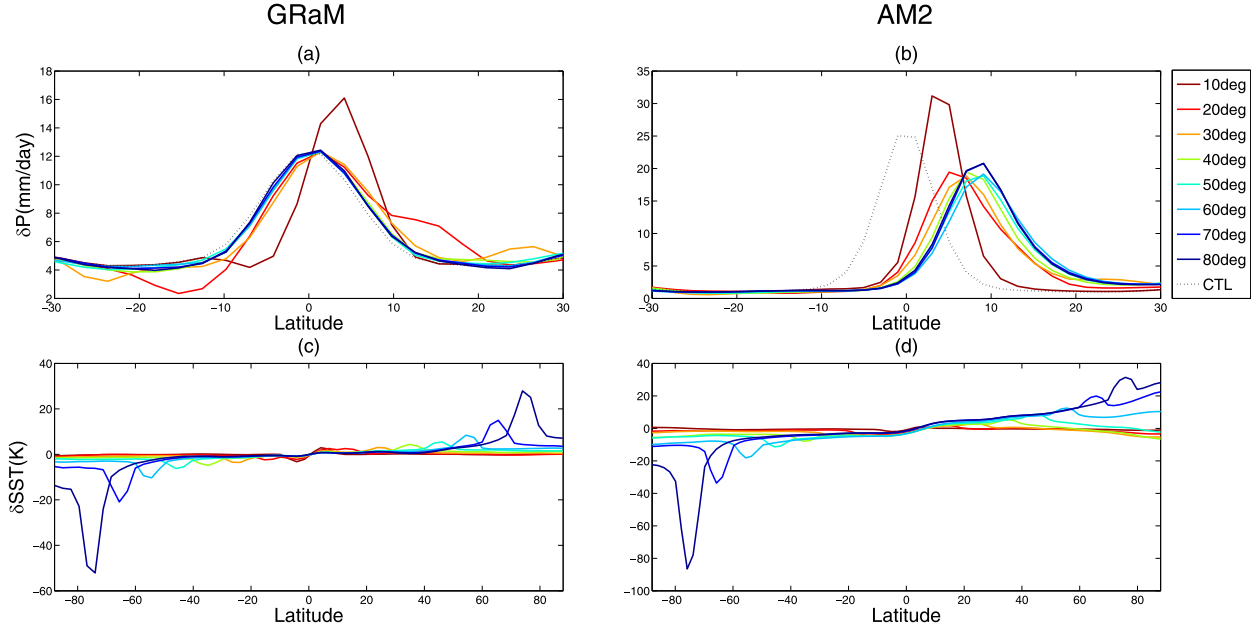 GRaM AM2
(a) (b)
18
16
14
12
10
8
6
4
2
δP(mm/day)
−30 −20 −10 0 10 20 30
Latitude
35
30
25
20
15
10
5
0
−30 −20 −10 0 10 20 30
Latitude
10deg
20deg
30deg
40deg
50deg
60deg
70deg
80deg
CTL
(c) (d)
40
20
0
−20
−40
−60
δSST(K)
−80 −60 −40 −20 0 20 40 60 80
Latitude
40
20
0
−20
−40
−60
−80
−100
−80 −60 −40 −20 0 20 40 60 80
Latitude